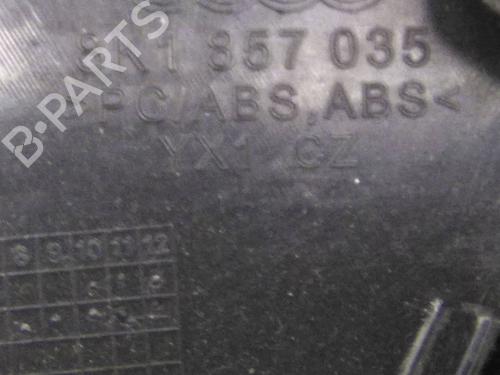 8K1 857 035
>PC/ABS,ABS<
YX1 CZ
8 9 10 11 12
B-PARTS